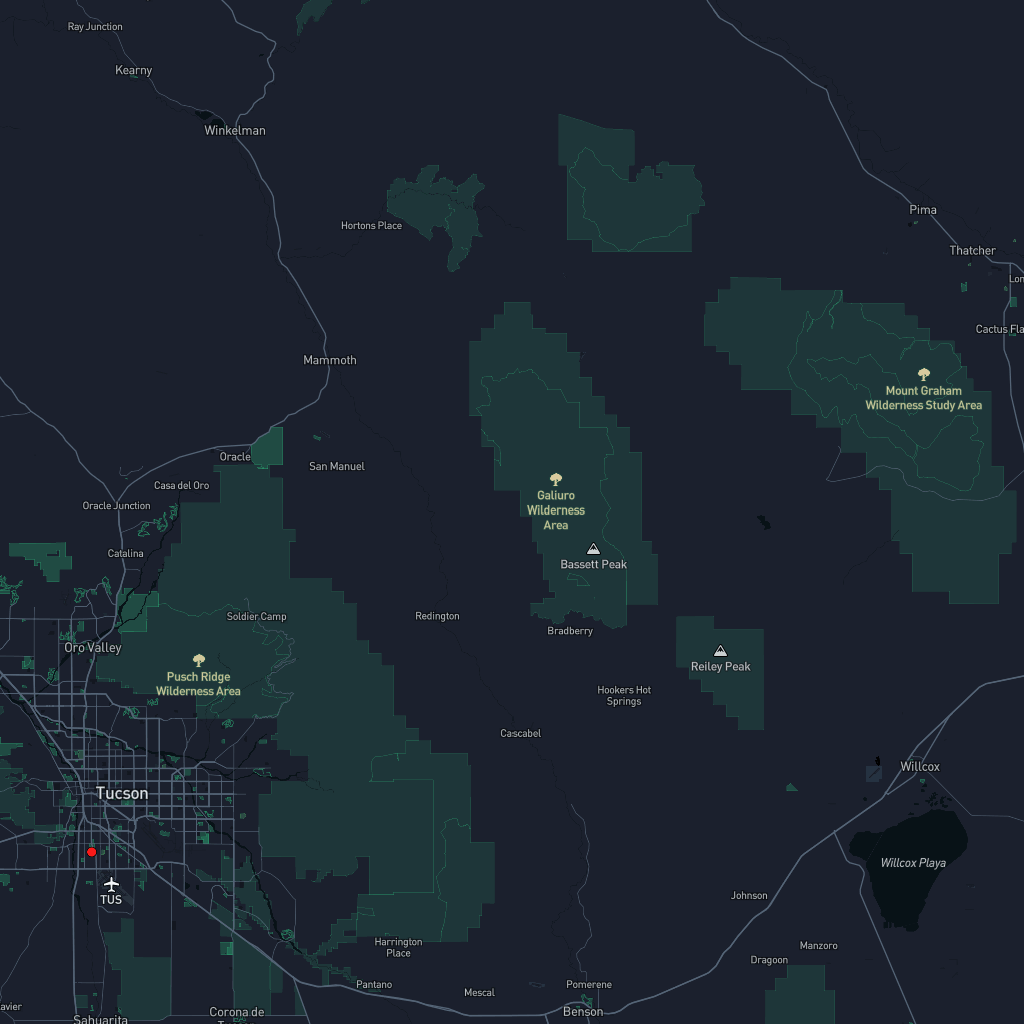 Ray Junction
Kearny
Winkelman
Pima
Hortons Place
Thatcher
Lon
Cactus Fla
Mammoth
Mount Graham
Wilderness Study Area
Oracle
San Manuel
Casa del Oro
Galiuro
Wilderness
Area
Oracle Junction
Catalina
Bassett Peak
Soldier Camp
Redington
Bradberry
Oro Valley
Reiley Peak
Pusch Ridge
Wilderness Area
Hookers Hot
Springs
Cascabel
Willcox
Tucson
Willcox Playa
TUS
Johnson
Harrington
Place
Manzoro
Dragoon
Pantano
Pomerene
Mescal
avier
Corona de
Benson
Sahuarita